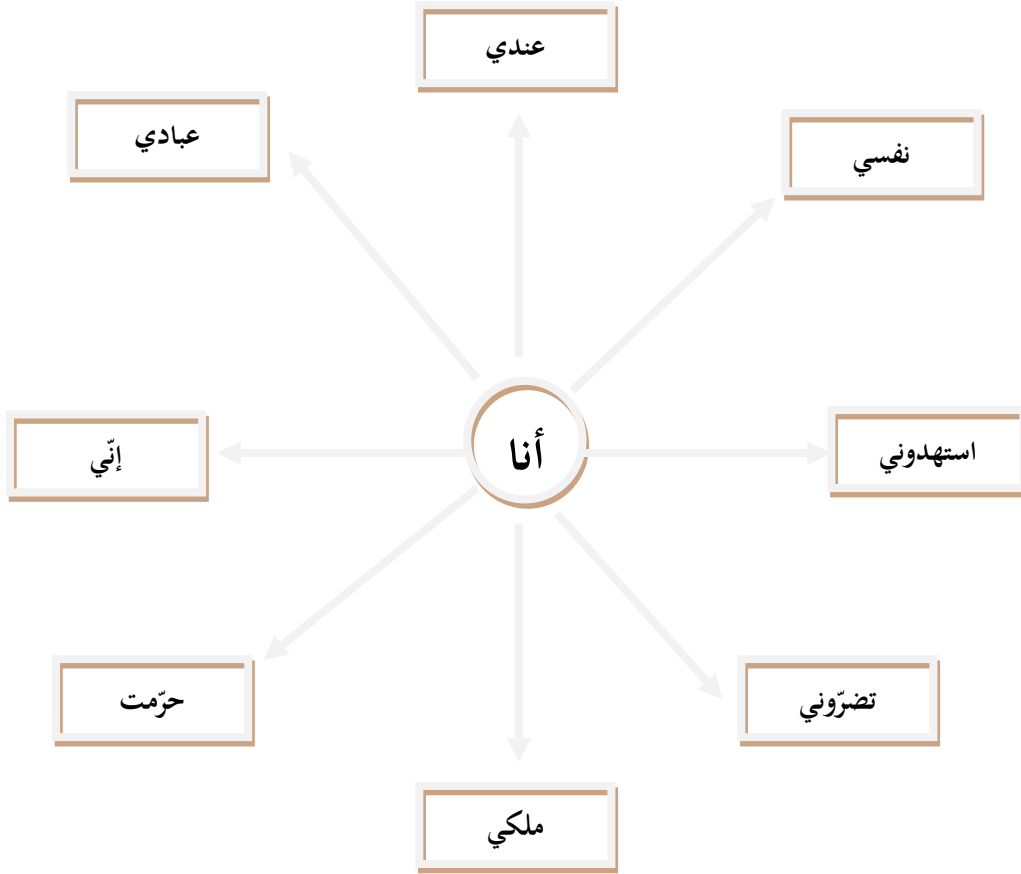 عندي
نفسي
عبادي
أنا
استهدوني
إنّي
تضرّوني
حرّمت
ملكي